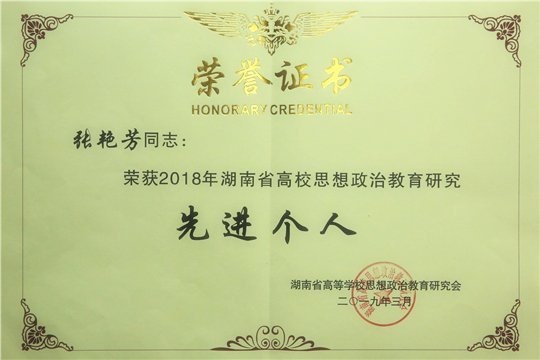 荣誉证书
HONORARY CREDENTIAL
张艳芳同志：
荣获2018年湖南省高校思想政治教育研究
先进个人
湖南省高等学校思想政治教育研究会
二〇一九年三月